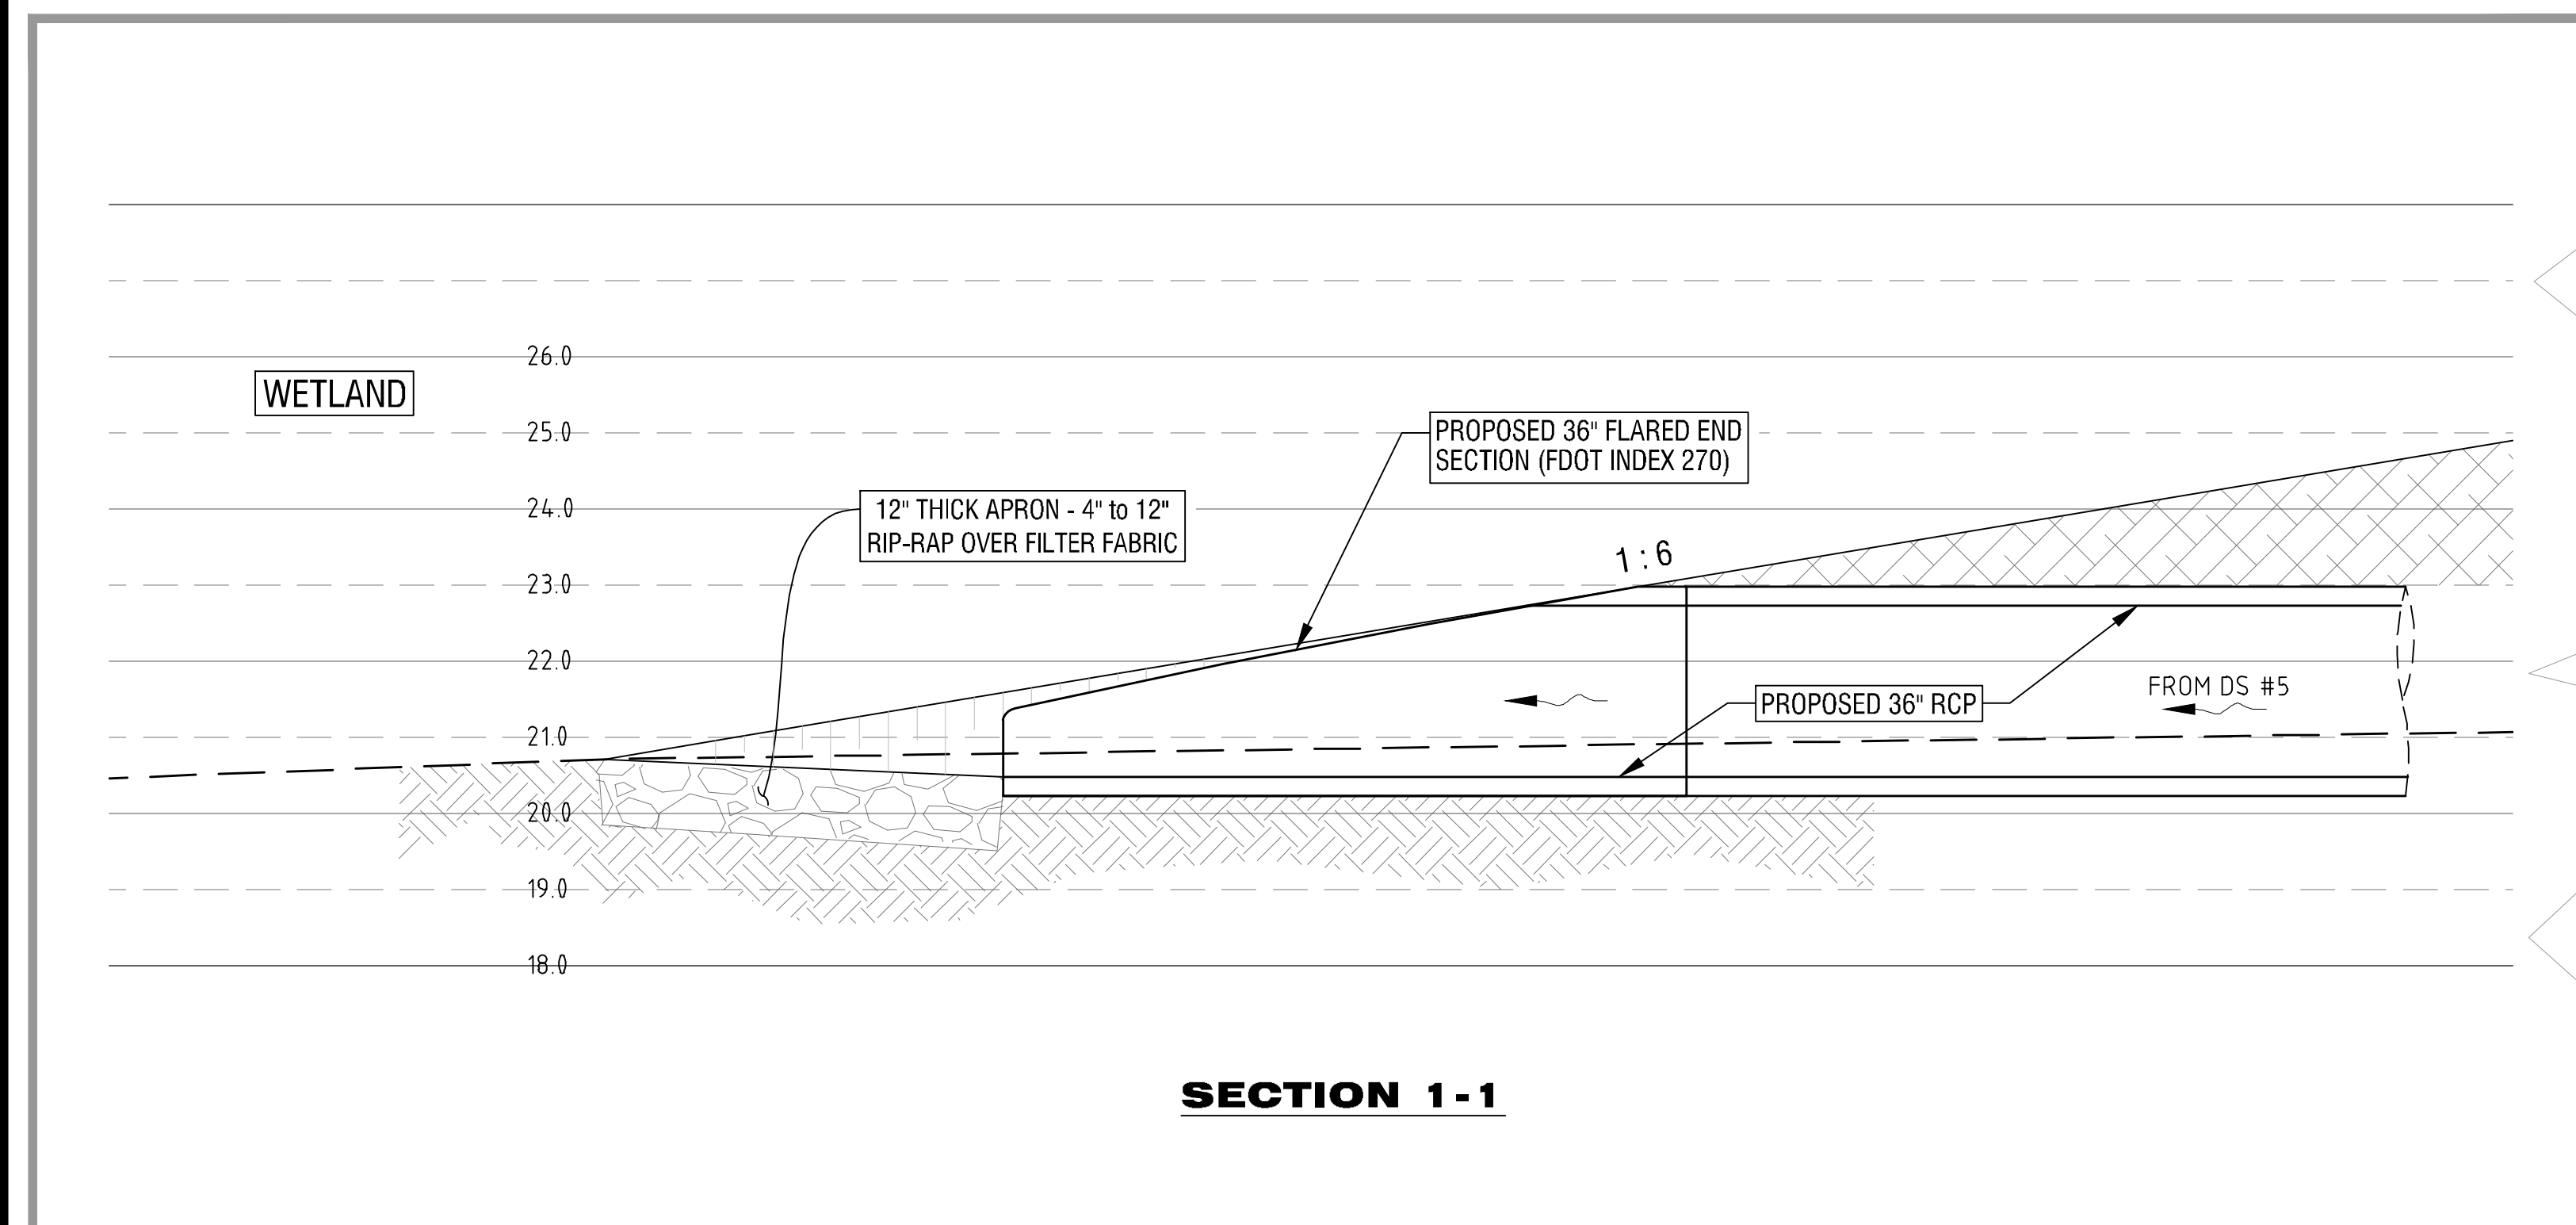 26.0
WETLAND
25.0
PROPOSED 36" FLARED END
SECTION (FDOT INDEX 270)
24.0
12" THICK APRON - 4" to 12"
RIP-RAP OVER FILTER FABRIC
1 : 6
23.0
22.0
FROM DS #5
PROPOSED 36" RCP
21.0
20.0
19.0
18.0
SECTION 1-1